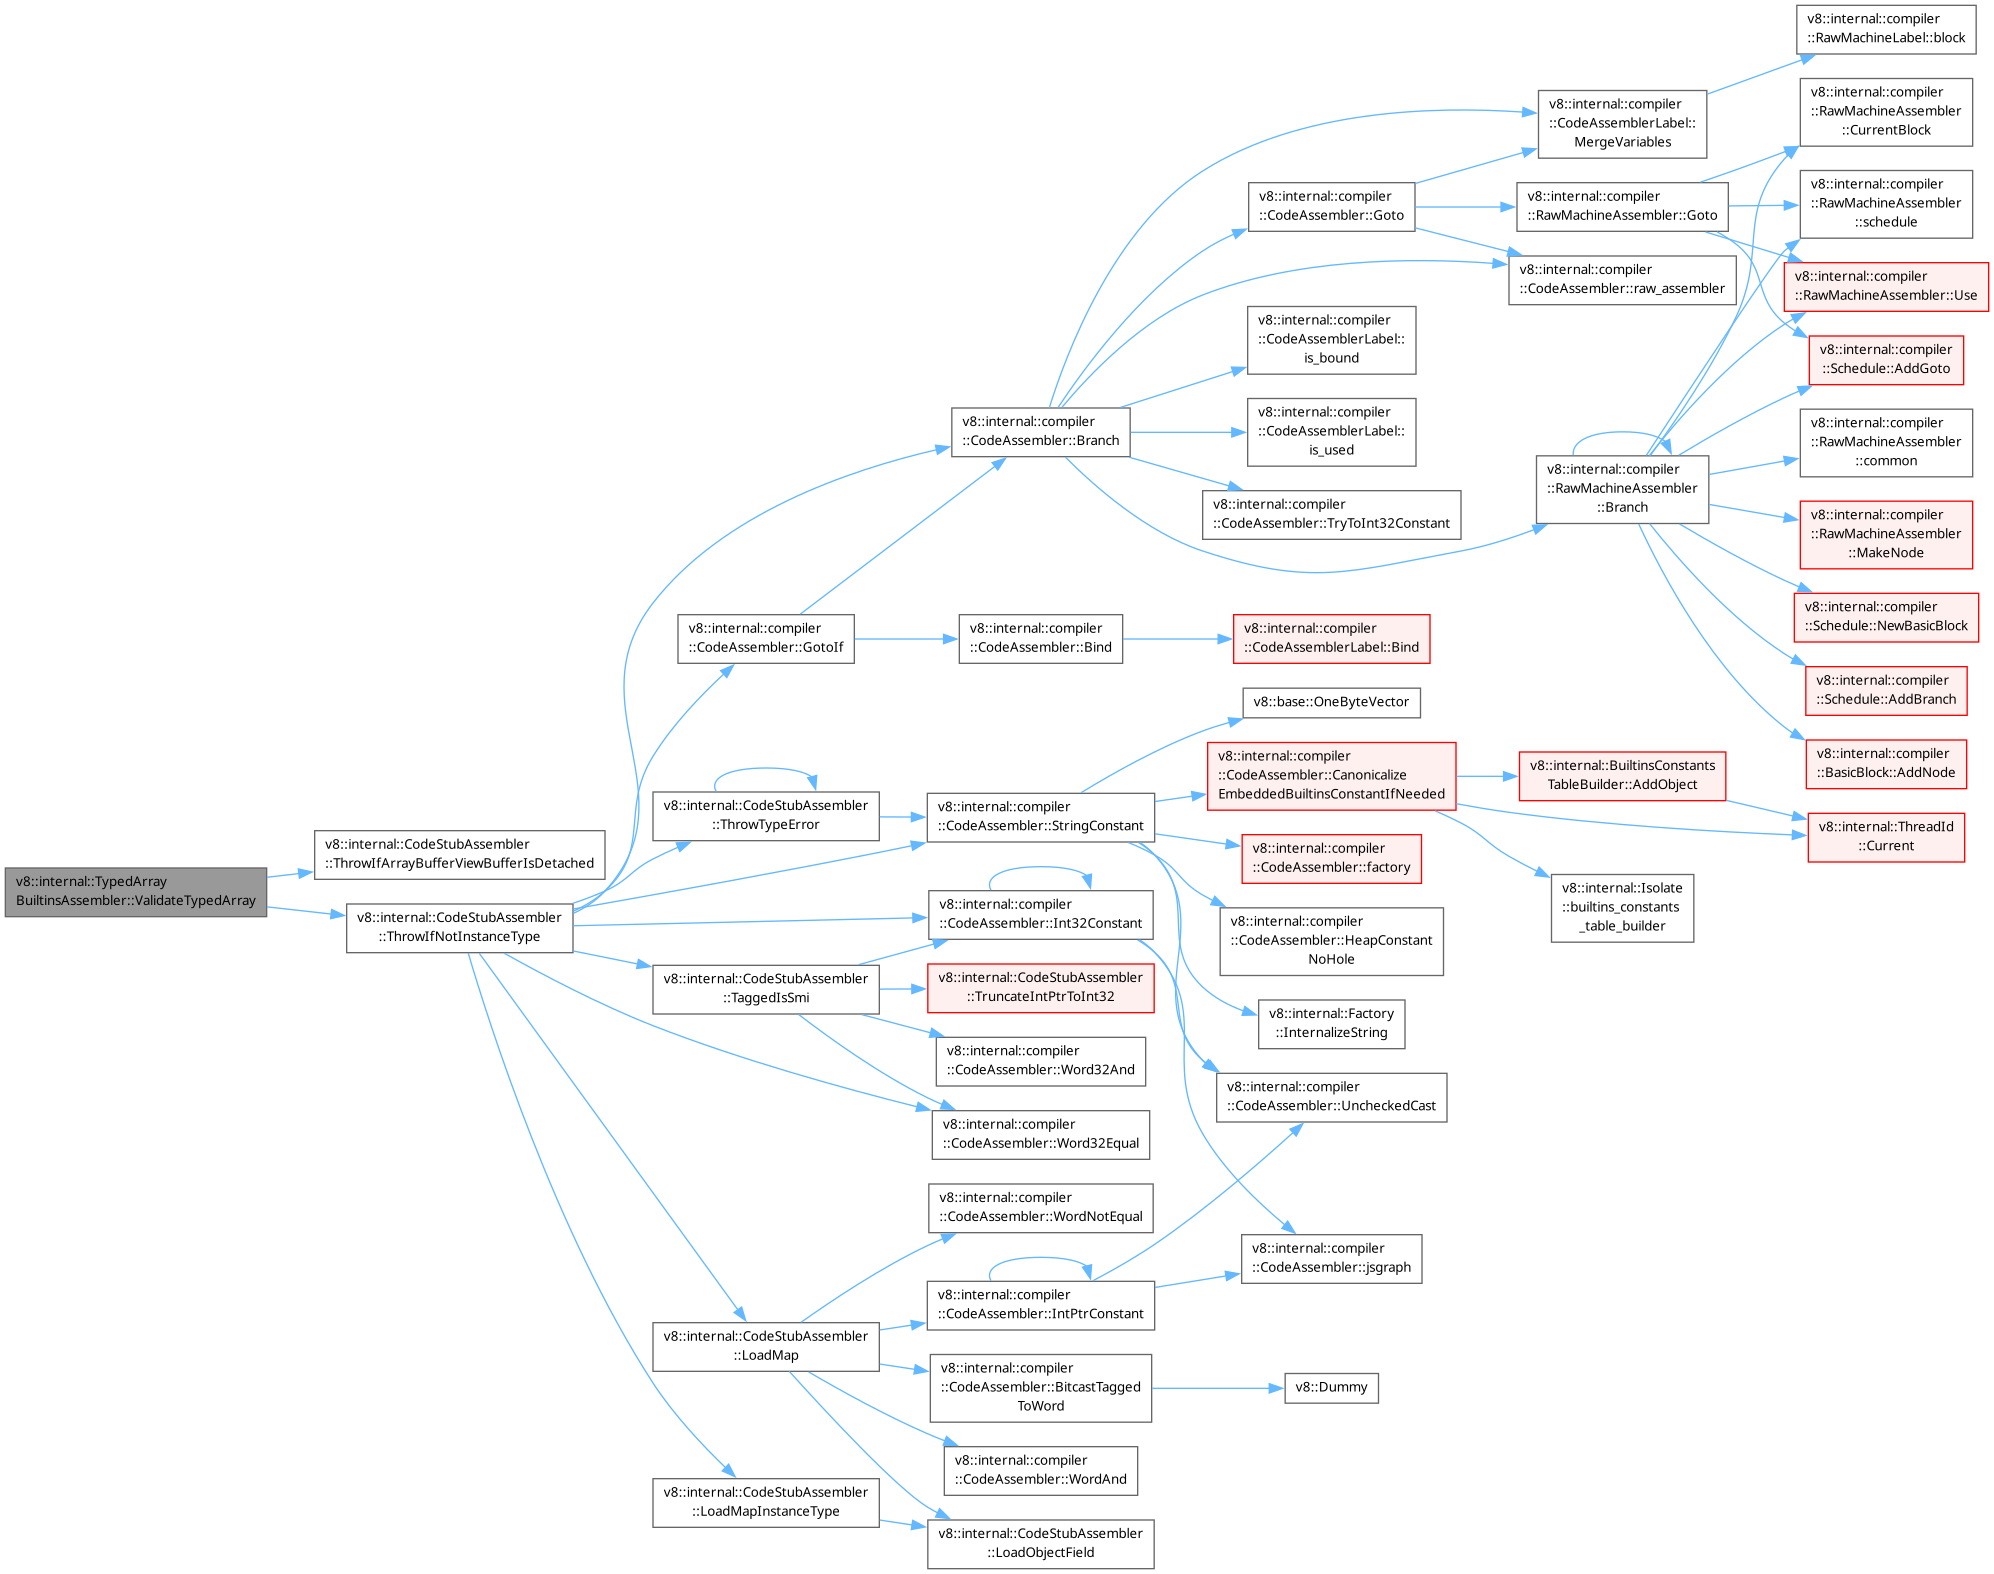 v8::internal::TypedArray
BuiltinsAssembler::ValidateTypedArray
v8::internal::CodeStubAssembler
::ThrowIfArrayBufferViewBufferIsDetached
v8::internal::CodeStubAssembler
::ThrowIfNotInstanceType
v8::internal::compiler
::CodeAssembler::GotoIf
v8::internal::CodeStubAssembler
::ThrowTypeError
v8::internal::CodeStubAssembler
::TaggedIsSmi
v8::internal::CodeStubAssembler
::LoadMap
v8::internal::CodeStubAssembler
::LoadMapInstanceType
v8::internal::compiler
::CodeAssembler::Branch
v8::internal::compiler
::CodeAssembler::Bind
v8::internal::compiler
::CodeAssembler::StringConstant
v8::internal::compiler
::CodeAssembler::Int32Constant
v8::internal::CodeStubAssembler
::TruncateIntPtrToInt32
v8::internal::compiler
::CodeAssembler::Word32And
v8::internal::compiler
::CodeAssembler::Word32Equal
v8::internal::compiler
::CodeAssembler::WordNotEqual
v8::internal::compiler
::CodeAssembler::IntPtrConstant
v8::internal::compiler
::CodeAssembler::BitcastTagged
ToWord
v8::internal::compiler
::CodeAssembler::WordAnd
v8::internal::CodeStubAssembler
::LoadObjectField
v8::internal::compiler
::CodeAssembler::Goto
v8::internal::compiler
::CodeAssemblerLabel::
is_bound
v8::internal::compiler
::CodeAssemblerLabel::
is_used
v8::internal::compiler
::CodeAssembler::TryToInt32Constant
v8::internal::compiler
::CodeAssemblerLabel::Bind
v8::base::OneByteVector
v8::internal::compiler
::CodeAssembler::Canonicalize
EmbeddedBuiltinsConstantIfNeeded
v8::internal::compiler
::CodeAssembler::factory
v8::internal::compiler
::CodeAssembler::HeapConstant
NoHole
v8::internal::Factory
::InternalizeString
v8::internal::compiler
::CodeAssembler::UncheckedCast
v8::internal::compiler
::CodeAssembler::jsgraph
v8::Dummy
v8::internal::compiler
::CodeAssemblerLabel::
MergeVariables
v8::internal::compiler
::RawMachineAssembler::Goto
v8::internal::compiler
::CodeAssembler::raw_assembler
v8::internal::compiler
::RawMachineAssembler
::Branch
v8::internal::BuiltinsConstants
TableBuilder::AddObject
v8::internal::Isolate
::builtins_constants
_table_builder
v8::internal::compiler
::RawMachineLabel::block
v8::internal::compiler
::RawMachineAssembler
::CurrentBlock
v8::internal::compiler
::RawMachineAssembler
::schedule
v8::internal::compiler
::RawMachineAssembler::Use
v8::internal::compiler
::Schedule::AddGoto
v8::internal::compiler
::RawMachineAssembler
::common
v8::internal::compiler
::RawMachineAssembler
::MakeNode
v8::internal::compiler
::Schedule::NewBasicBlock
v8::internal::compiler
::Schedule::AddBranch
v8::internal::compiler
::BasicBlock::AddNode
v8::internal::ThreadId
::Current